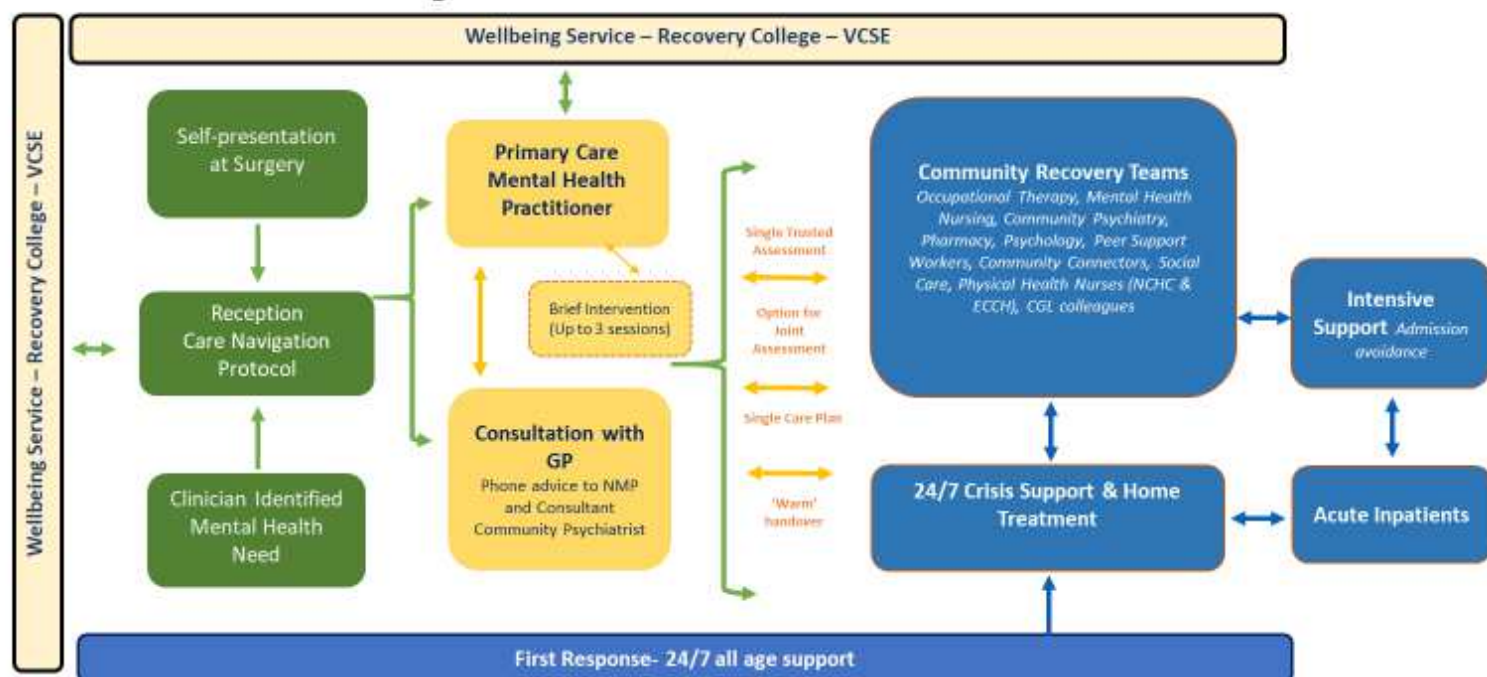 Wellbeing Service – Recovery College – VCSE
Wellbeing Service – Recovery College – VCSE
Self-presentation
at Surgery
Reception
Care Navigation
Protocol
Clinician Identified
Mental Health
Need
Primary Care
Mental Health
Practitioner
Brief Intervention
(Up to 3 sessions)
Consultation with
GP
Phone advice to NMP
and Consultant
Community Psychiatrist
Single Trusted
Assessment
Option for
Joint
Assessment
Single Care Plan
'Warm'
handover
Community Recovery Teams
Occupational Therapy, Mental Health
Nursing, Community Psychiatry,
Pharmacy, Psychology, Peer Support
Workers, Community Connectors, Social
Care, Physical Health Nurses (NCHC &
ECCH), CGL colleagues
Intensive
Support Admission
avoidance
24/7 Crisis Support & Home
Treatment
Acute Inpatients
First Response- 24/7 all age support